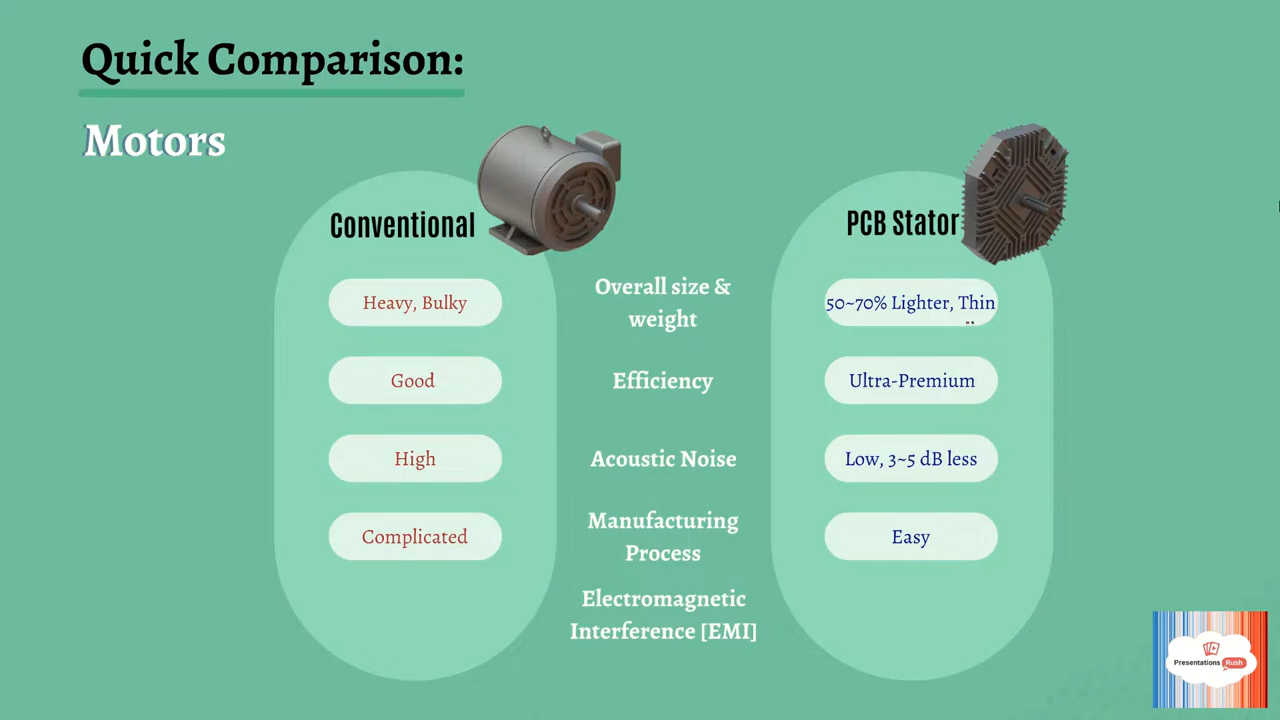 Quick Comparison:
Motors
Conventional
PCB Stator
Heavy, Bulky
Overall size &
weight
50~70% Lighter, Thin
Good
Efficiency
Ultra-Premium
High
Acoustic Noise
Low, 3~5 dB less
Complicated
Manufacturing
Process
Easy
Electromagnetic
Interference [EMI]
Presentations Rush